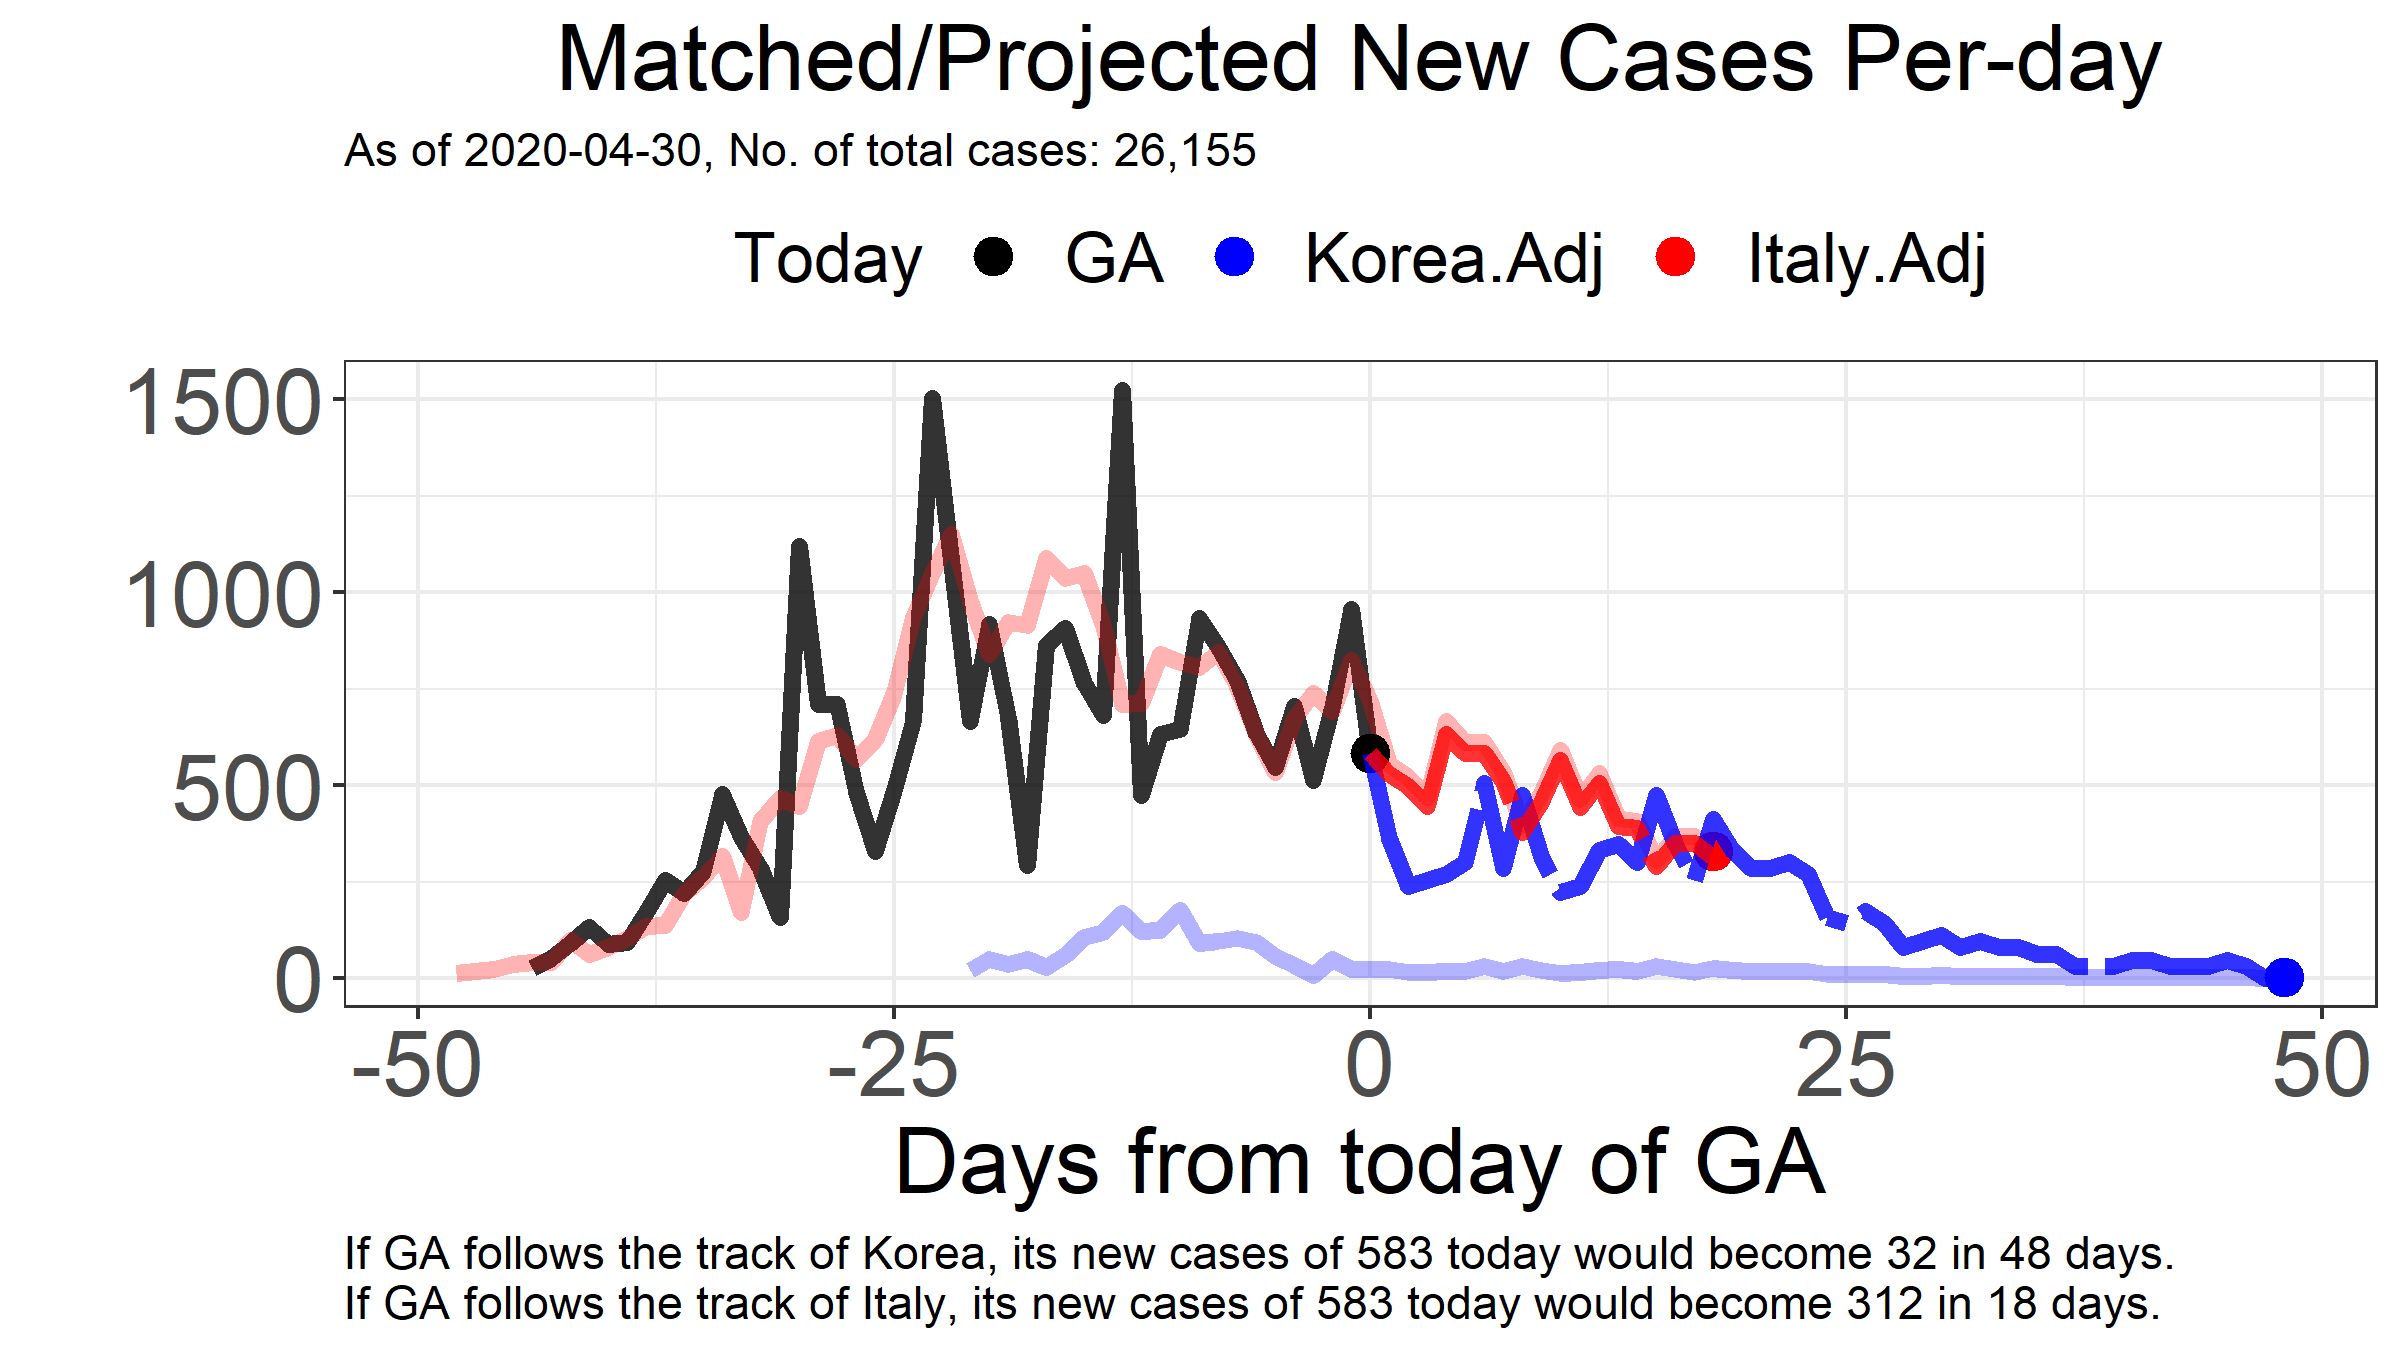 Matched/Projected New Cases Per-day
As of 2020-04-30, No. of total cases: 26,155
Today GA Korea.Adj Italy.Adj
1500
1000
500
0
-50 -25 0 25 50
Days from today of GA
If GA follows the track of Korea, its new cases of 583 today would become 32 in 48 days.
If GA follows the track of Italy, its new cases of 583 today would become 312 in 18 days.